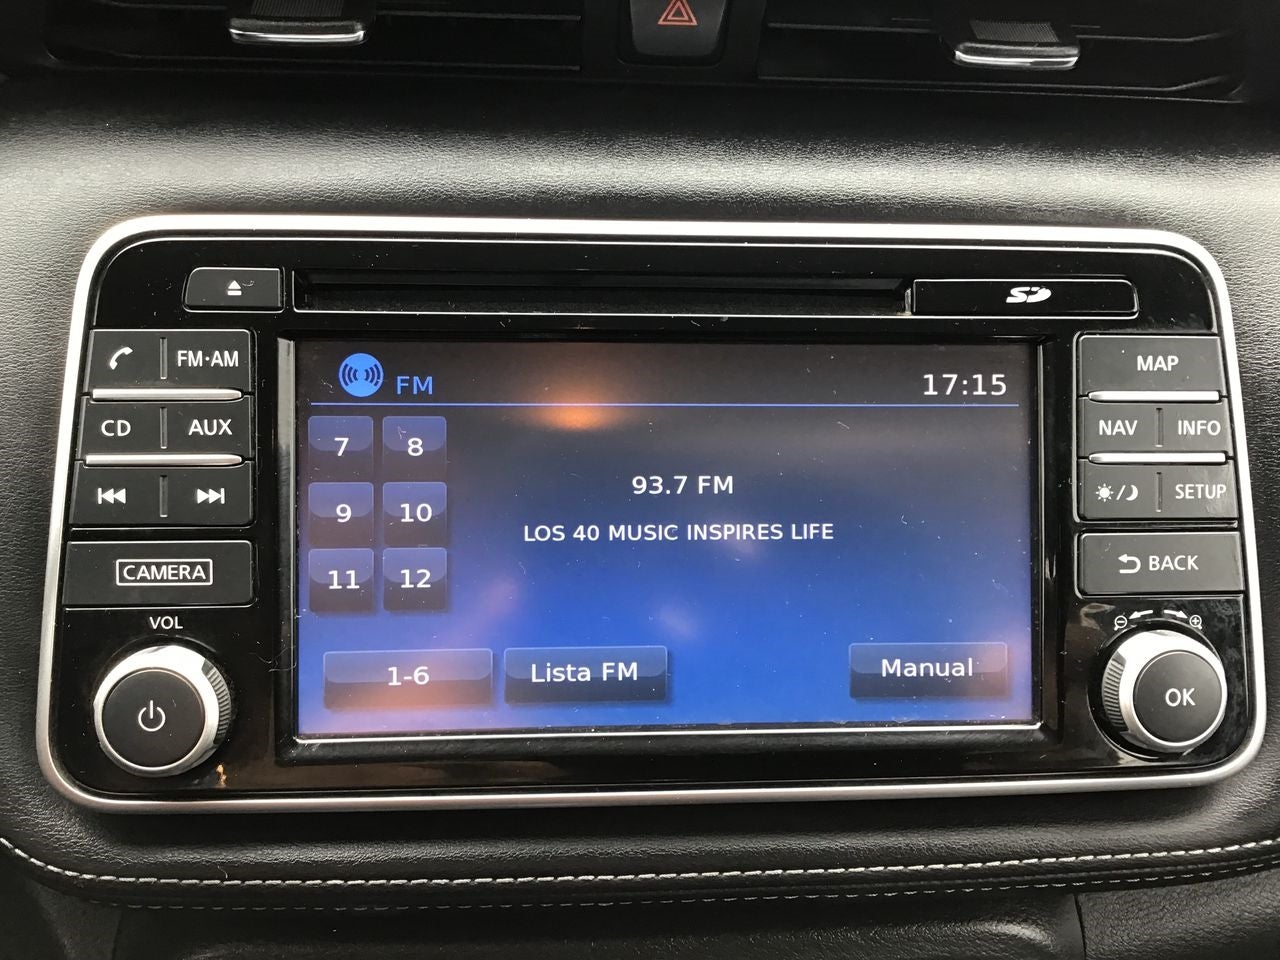 SD
FM·AM
MAP
CD
AUX
NAV
INFO
SETUP
CAMERA
BACK
VOL
OK
FM
17:15
7
8
93.7 FM
9
10
LOS 40 MUSIC INSPIRES LIFE
11
12
1-6
Lista FM
Manual